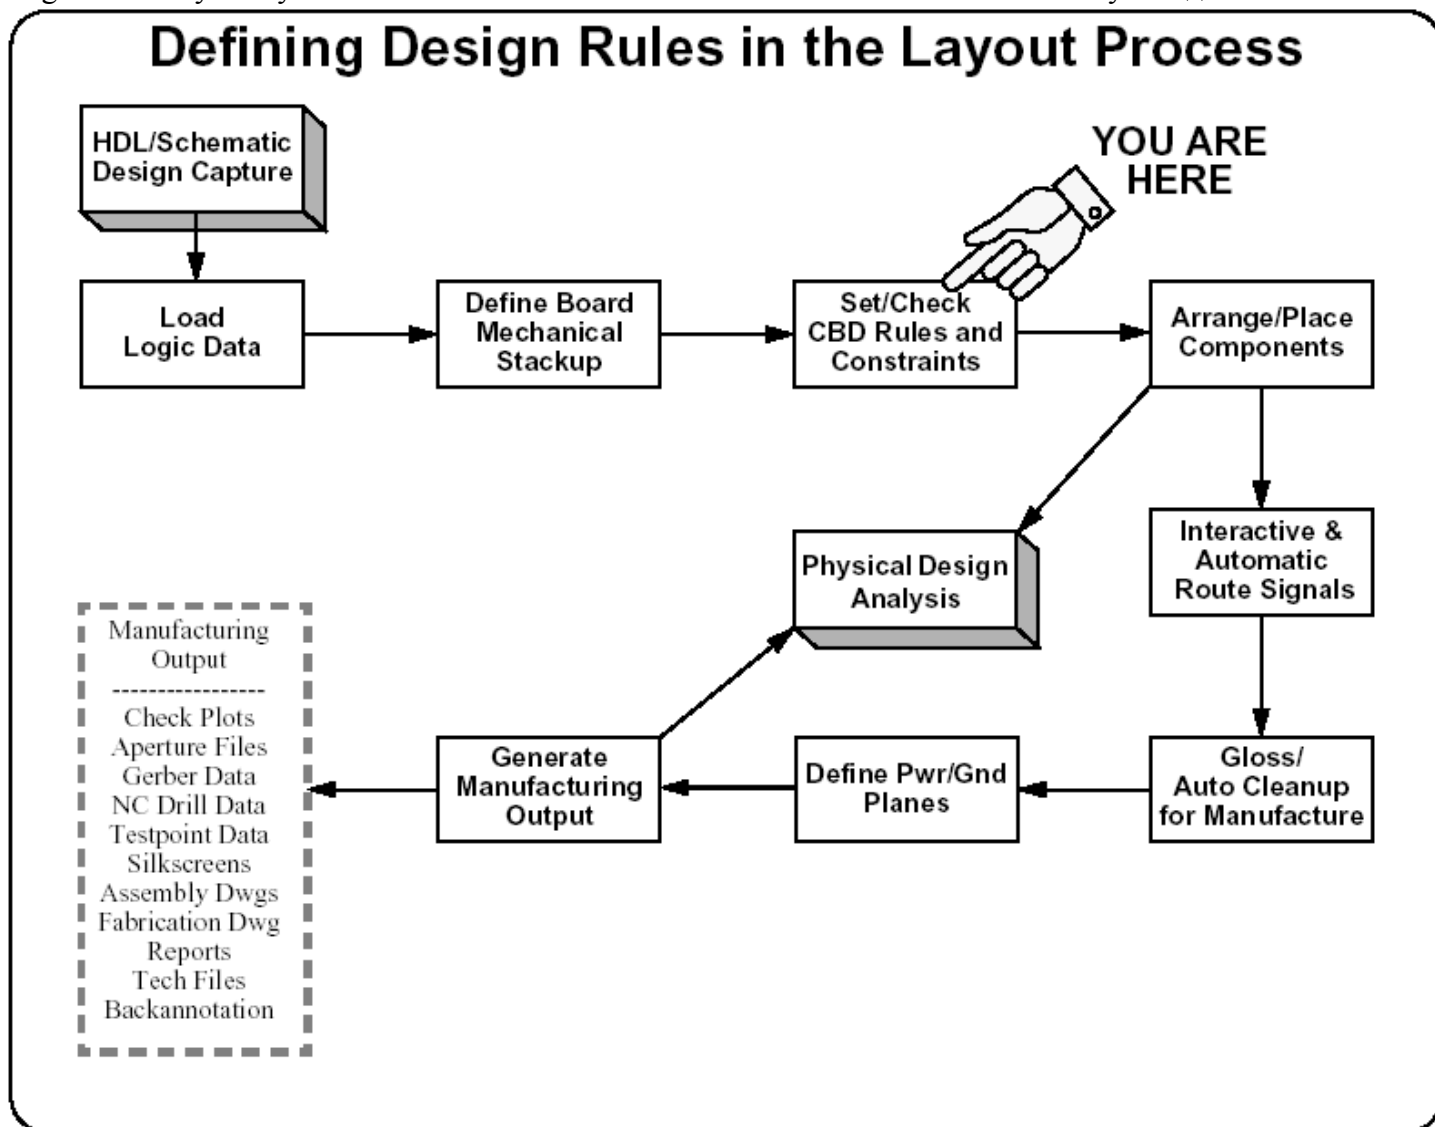 Defining Design Rules in the Layout Process
HDL/Schematic
Design Capture
YOU ARE
HERE
Load
Logic Data
Define Board
Mechanical
Stackup
Set/Check
CBD Rules and
Constraints
Arrange/Place
Components
Physical Design
Analysis
Interactive &
Automatic
Route Signals
Manufacturing
Output
-----------------
Check Plots
Aperture Files
Gerber Data
NC Drill Data
Testpoint Data
Silkscreens
Assembly Dwgs
Fabrication Dwg
Reports
Tech Files
Backannotation
Generate
Manufacturing
Output
Define Pwr/Gnd
Planes
Gloss/
Auto Cleanup
for Manufacture